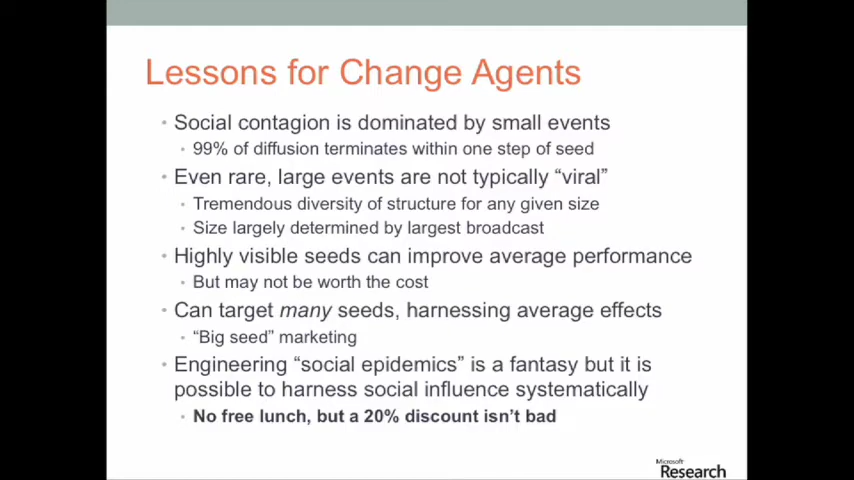 Lessons for Change Agents
• Social contagion is dominated by small events
• 99% of diffusion terminates within one step of seed
• Even rare, large events are not typically “viral”
• Tremendous diversity of structure for any given size
• Size largely determined by largest broadcast
• Highly visible seeds can improve average performance
• But may not be worth the cost
• Can target many seeds, harnessing average effects
• “Big seed” marketing
• Engineering “social epidemics” is a fantasy but it is
possible to harness social influence systematically
• No free lunch, but a 20% discount isn’t bad
Microsoft
Research